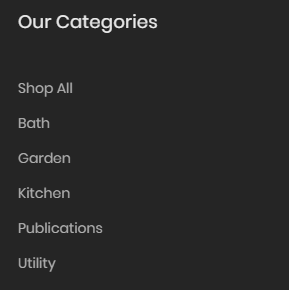 Our Categories
Shop All
Bath
Garden
Kitchen
Publications
Utility